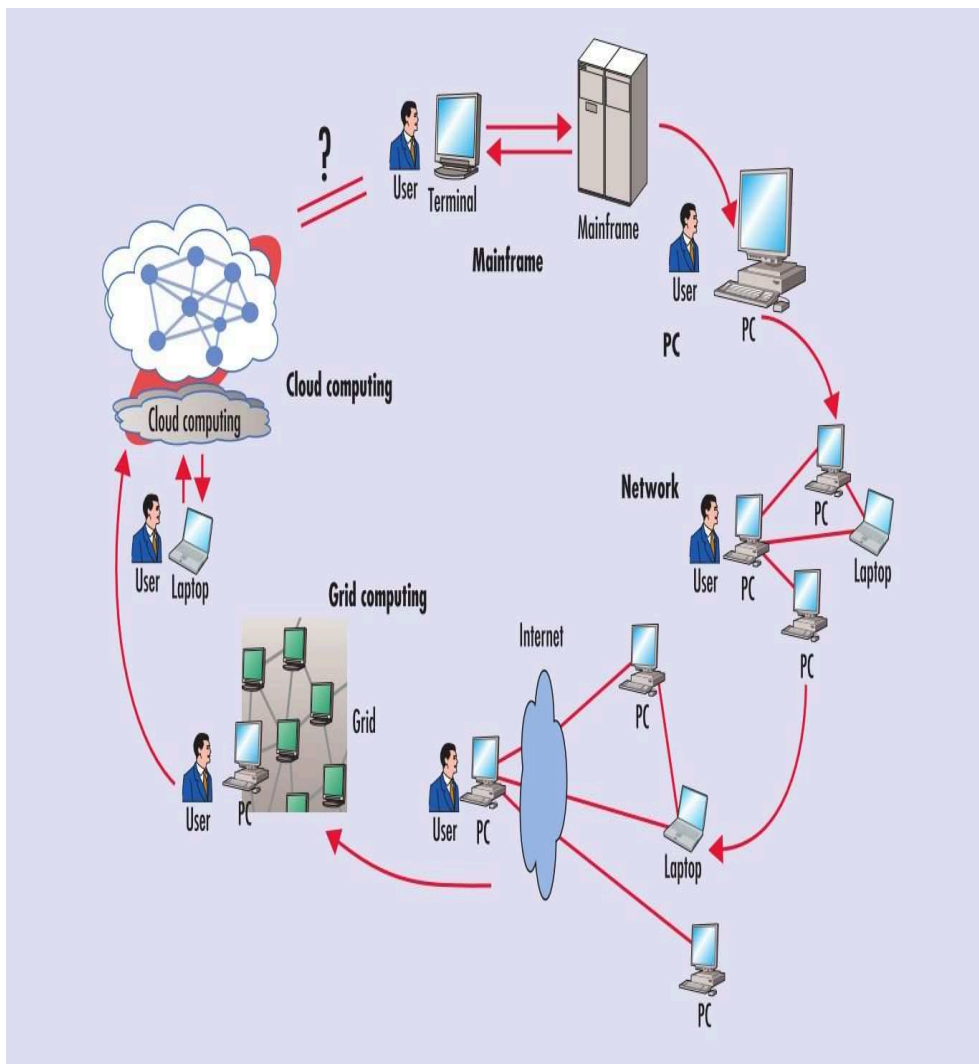 ?
User
Terminal
Mainframe
Mainframe
User
PC
PC
Cloud computing
Cloud computing
User
Laptop
Network
PC
User
PC
Laptop
PC
Grid computing
Grid
User
PC
Internet
PC
User
PC
Laptop
PC